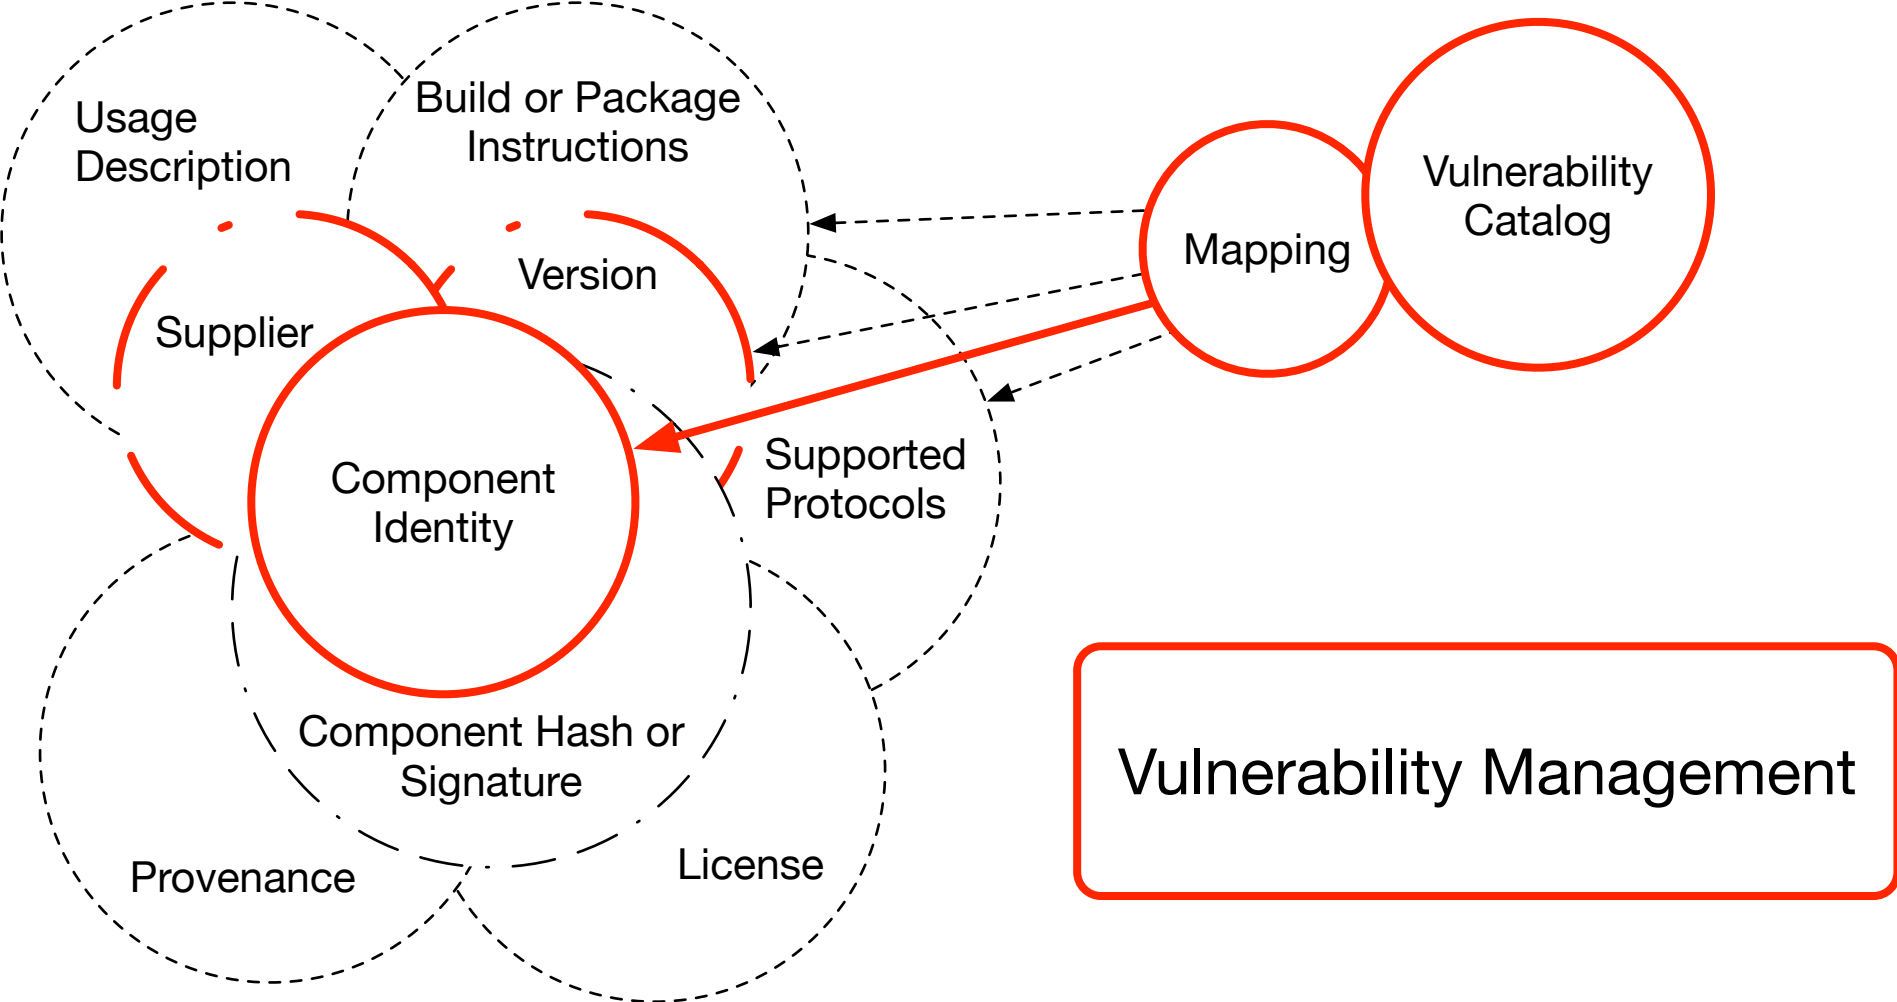 Usage
Description
Build or Package
Instructions
Supplier
Version
Component
Identity
Supported
Protocols
Component Hash or
Signature
Provenance
License
Mapping
Vulnerability
Catalog
Vulnerability Management